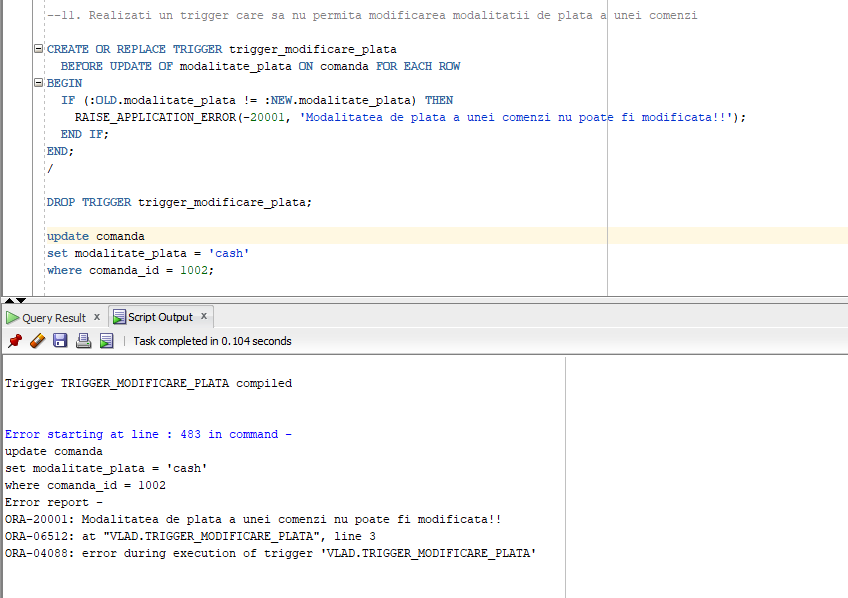 --11. Realizati un trigger care sa nu permita modificarea modalitatii de plata a unei comenzi
CREATE OR REPLACE TRIGGER trigger_modificare_plata
BEFORE UPDATE OF modalitate_plata ON comanda FOR EACH ROW
BEGIN
IF (:OLD.modalitate_plata != :NEW.modalitate_plata) THEN
RAISE_APPLICATION_ERROR(-20001, 'Modalitatea de plata a unei comenzi nu poate fi modificata!!');
END IF;
END;
/
DROP TRIGGER trigger_modificare_plata;
update comanda
set modalitate_plata = 'cash'
where comanda_id = 1002;
Query Result x Script Output x
Task completed in 0.104 seconds
Trigger TRIGGER_MODIFICARE_PLATA compiled
Error starting at line : 483 in command -
update comanda
set modalitate_plata = 'cash'
where comanda_id = 1002
Error report -
ORA-20001: Modalitatea de plata a unei comenzi nu poate fi modificata!!
ORA-06512: at "VLAD.TRIGGER_MODIFICARE_PLATA", line 3
ORA-04088: error during execution of trigger 'VLAD.TRIGGER_MODIFICARE_PLATA'